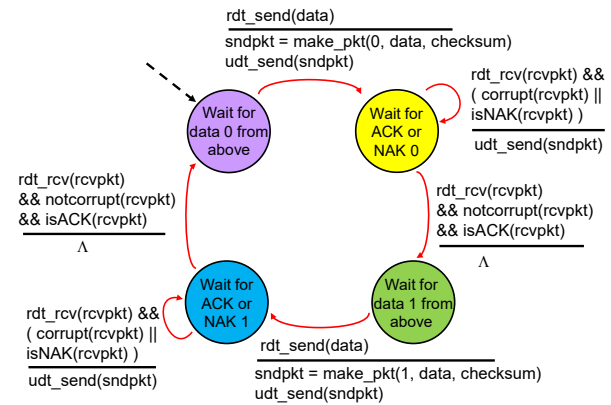 rdt_send(data)
sndpkt = make_pkt(0, data, checksum)
udt_send(sndpkt)
Wait for
data 0 from
above
Wait for
ACK or
NAK 0
rdt_rcv(rcvpkt) &&
( corrupt(rcvpkt) ||
isNAK(rcvpkt) )
udt_send(sndpkt)
rdt_rcv(rcvpkt)
&& notcorrupt(rcvpkt)
&& isACK(rcvpkt)
Λ
rdt_rcv(rcvpkt)
&& notcorrupt(rcvpkt)
&& isACK(rcvpkt)
Λ
Wait for
ACK or
NAK 1
Wait for
data 1 from
above
rdt_rcv(rcvpkt) &&
( corrupt(rcvpkt) ||
isNAK(rcvpkt) )
udt_send(sndpkt)
rdt_send(data)
sndpkt = make_pkt(1, data, checksum)
udt_send(sndpkt)